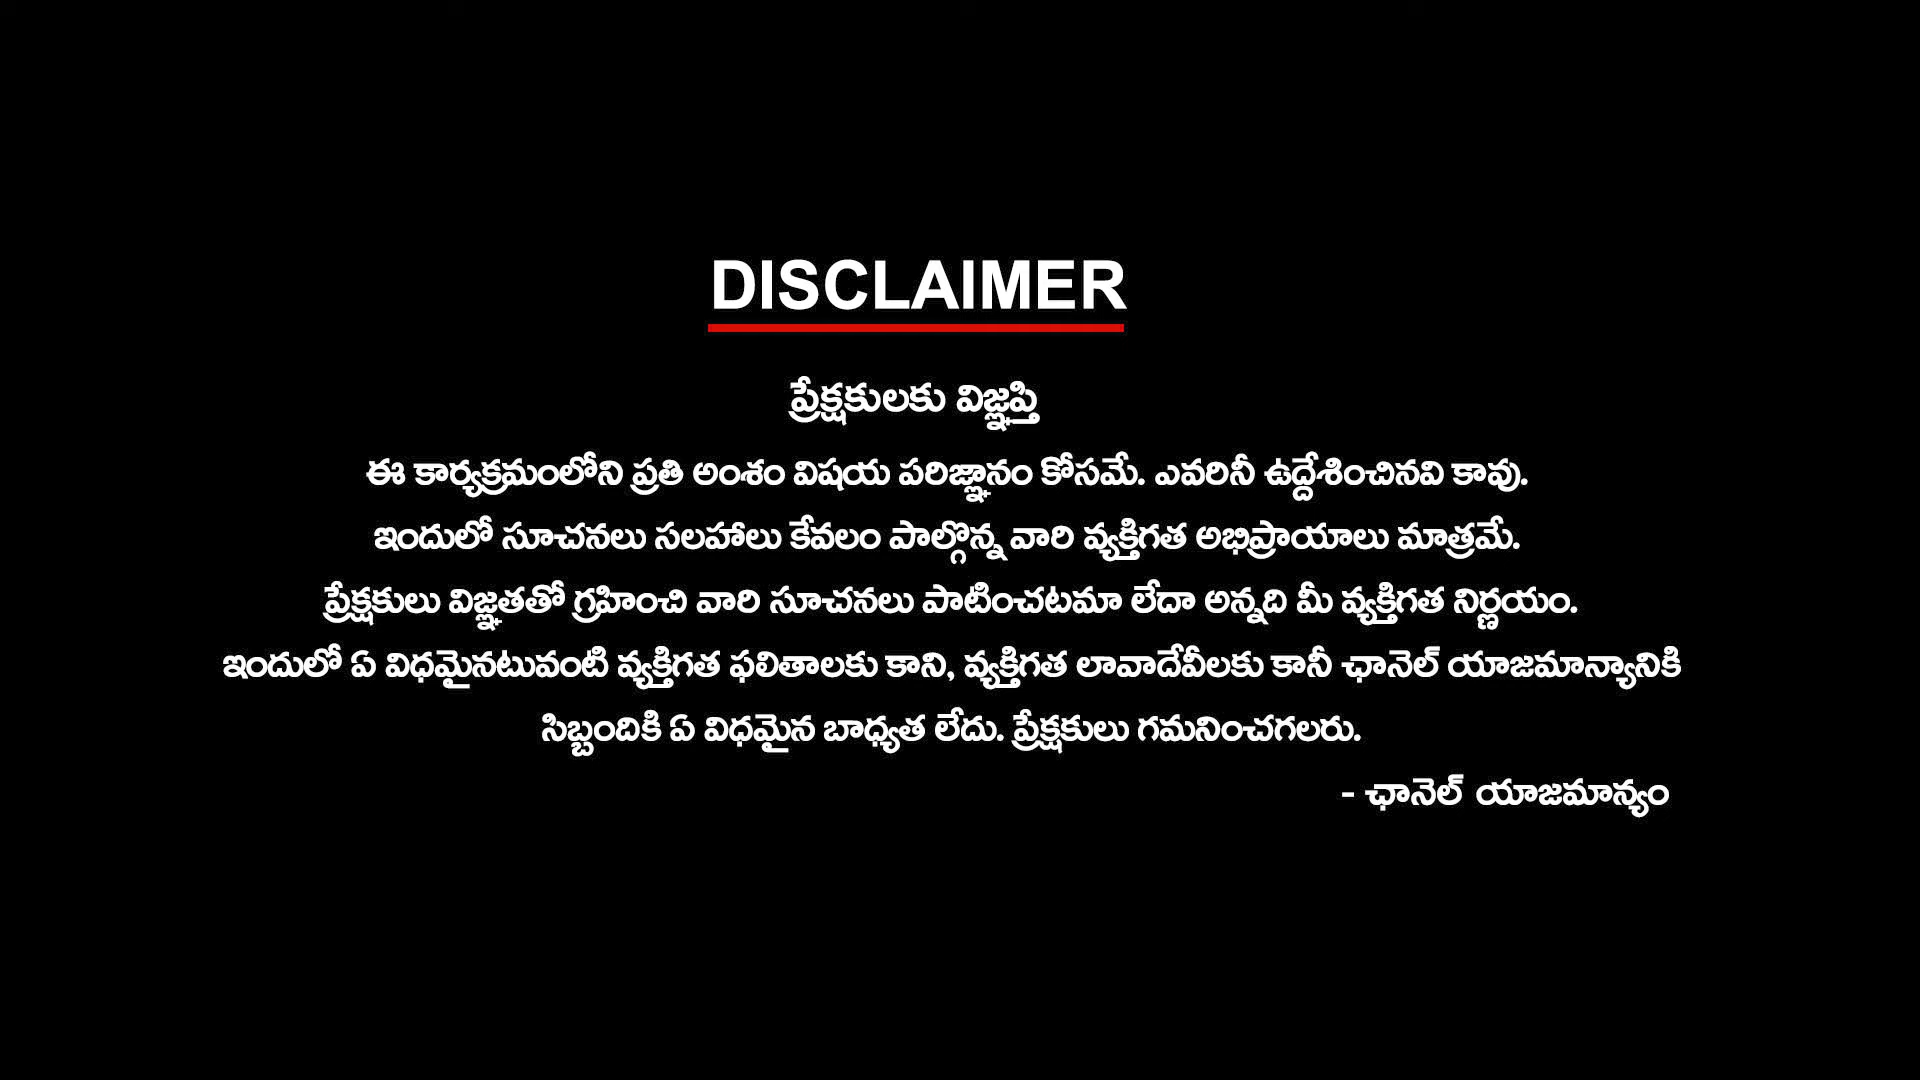 DISCLAIMER
ప్రేక్షకులకు విజ్ఞప్తి
ఈ కార్యక్రమంలోని ప్రతి అంశం విషయ పరిజ్ఞానం కోసమే. ఎవరినీ ఉద్దేశించినవి కావు.
ఇందులో సూచనలు సలహాలు కేవలం పాల్గొన్న వారి వ్యక్తిగత అభిప్రాయాలు మాత్రమే.
ప్రేక్షకులు విజ్ఞతతో గ్రహించి వారి సూచనలు పాటించటమా లేదా అన్నది మీ వ్యక్తిగత నిర్ణయం.
ఇందులో ఏ విధమైనటువంటి వ్యక్తిగత ఫలితాలకు కాని, వ్యక్తిగత లావాదేవీలకు కానీ ఛానెల్ యాజమాన్యానికి
సిబ్బందికి ఏ విధమైన బాధ్యత లేదు. ప్రేక్షకులు గమనించగలరు.
- ఛానెల్ యాజమాన్యం